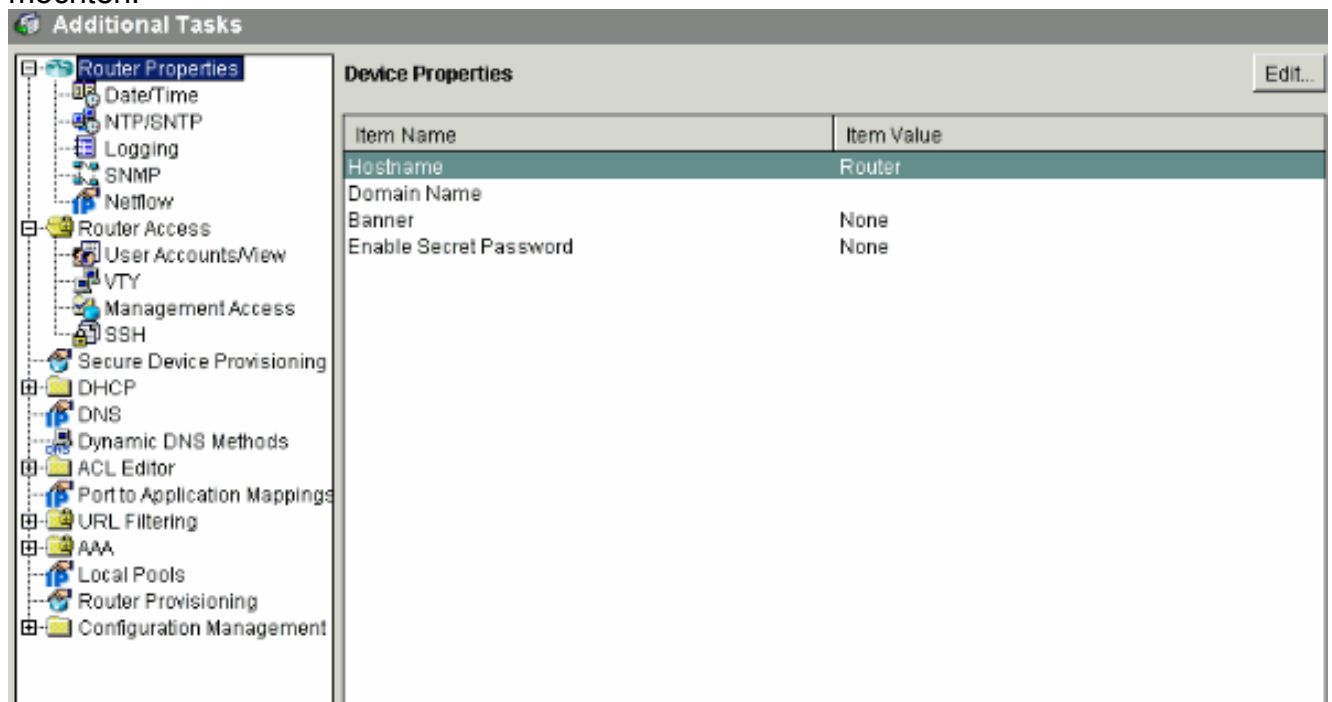 möchten.
Additional Tasks
Router Properties
Date/Time
NTP/SNTP
Logging
SNMP
Netflow
Router Access
User Accounts/View
VTY
Management Access
SSH
Secure Device Provisioning
DHCP
DNS
Dynamic DNS Methods
ACL Editor
Port to Application Mappings
URL Filtering
AAA
Local Pools
Router Provisioning
Configuration Management
Device Properties
Edit...
Item Name Item Value
Hostname Router
Domain Name
Banner None
Enable Secret Password None